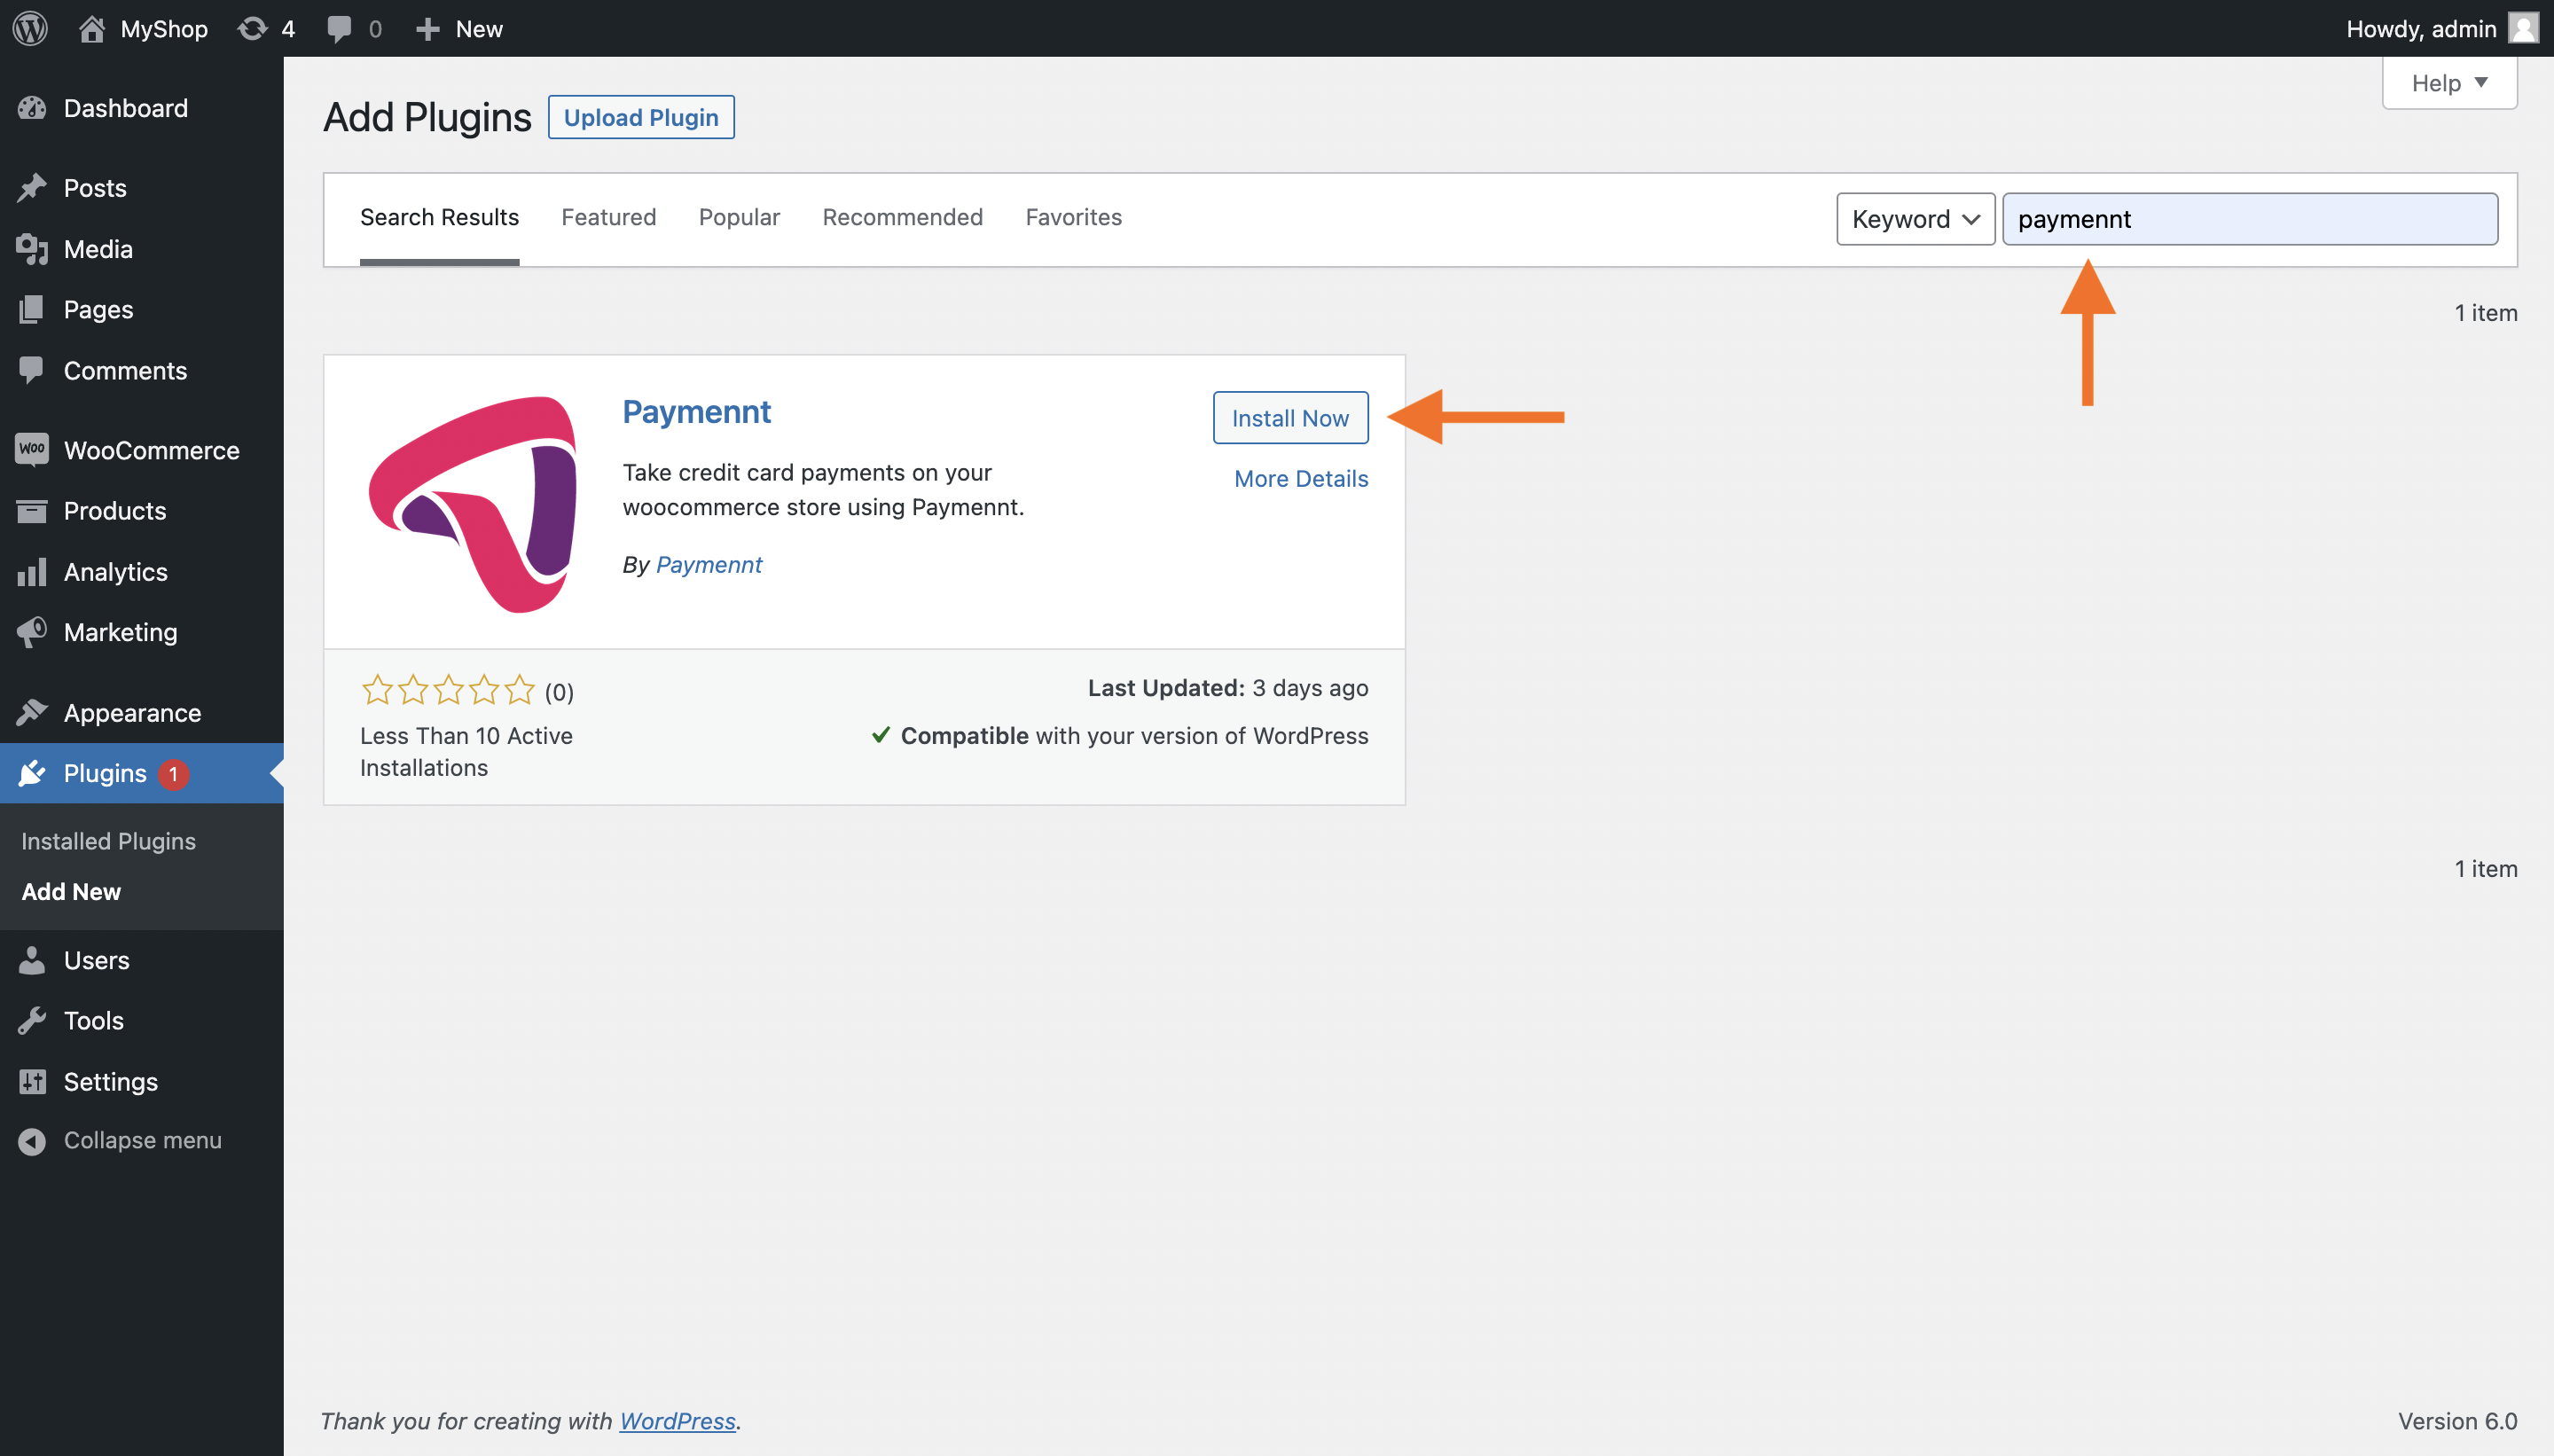 MyShop 4 0 New Howdy, admin
Help
Dashboard
Posts
Media
Pages
Comments
Woo WooCommerce
Products
Analytics
Marketing
Appearance
Plugins 1
Installed Plugins
Add New
Users
Tools
Settings
Collapse menu
Add Plugins Upload Plugin
Search Results Featured Popular Recommended Favorites Keyword paymennt
1 item
Paymennt
Install Now
Take credit card payments on your
woocommerce store using Paymennt.
More Details
By Paymennt
(0)
Less Than 10 Active
Installations
Last Updated: 3 days ago
Compatible with your version of WordPress
1 item
Thank you for creating with WordPress.
Version 6.0